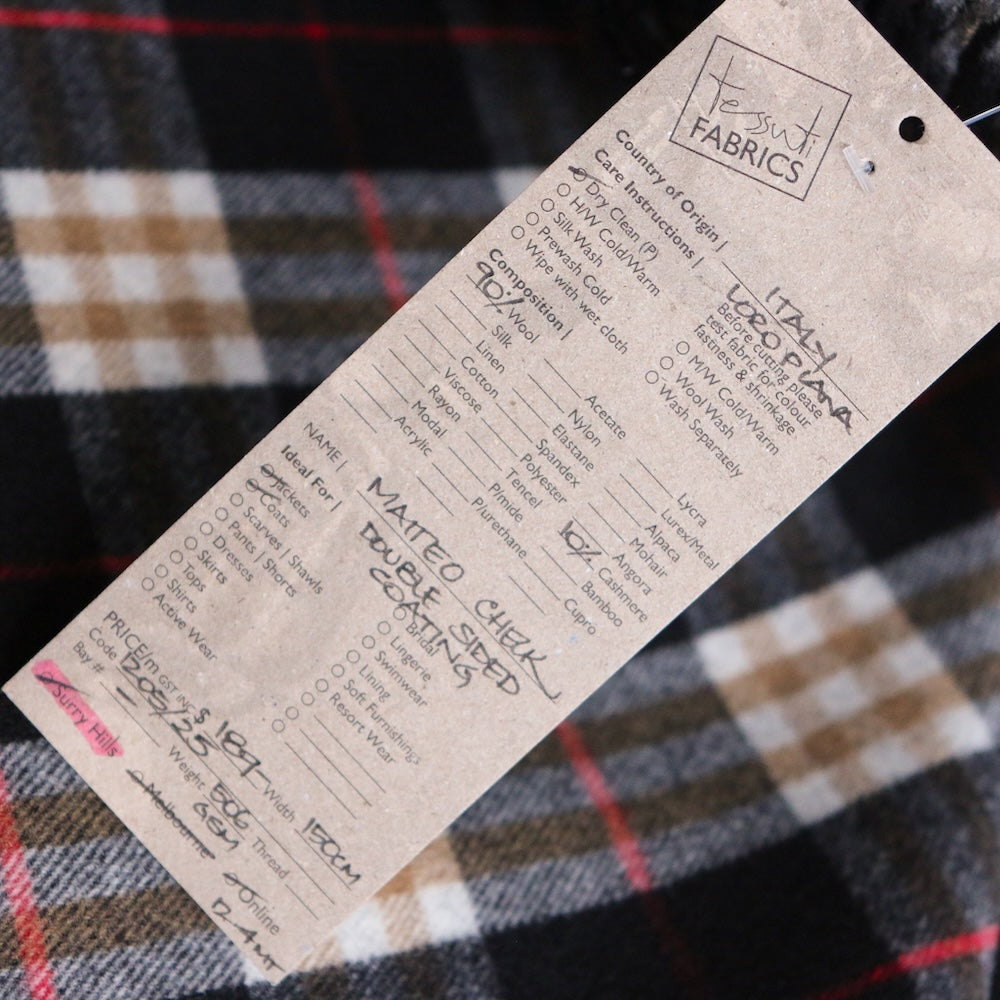 tessuti
FABRICS
Country of Origin | ITALY
LORO PIANA
Care Instructions |
Dry Clean (P)
H/W Cold/Warm
Silk Wash
Prewash Cold
Wipe with wet cloth
Before cutting please
test fabric for colour
fastness & shrinkage
M/W Cold/Warm
Wool Wash
Wash Separately
Composition |
90% Wool
Silk
Linen
Cotton
Viscose
Rayon
Modal
Acrylic
Acetate
Nylon
Elastane
Spandex
Polyester
Tencel
P/mide
P/urethane
Lycra
Lurex/Metal
Alpaca
Mohair
Angora
10% Cashmere
Bamboo
Cupro
NAME | MATTEO CHECK
DOUBLE SIDED
COATING
Ideal For |
Jackets
Coats
Scarves | Shawls
Pants | Shorts
Dresses
Skirts
Tops
Shirts
Active Wear
Bridal
Lingerie
Swimwear
Lining
Soft Furnishings
Resort Wear
PRICE/m GST INC $ 189- Width 150CM
Code 1205/25 Weight 506 Thread
GSM
Bay #
Surry Hills
Melbourne
Online